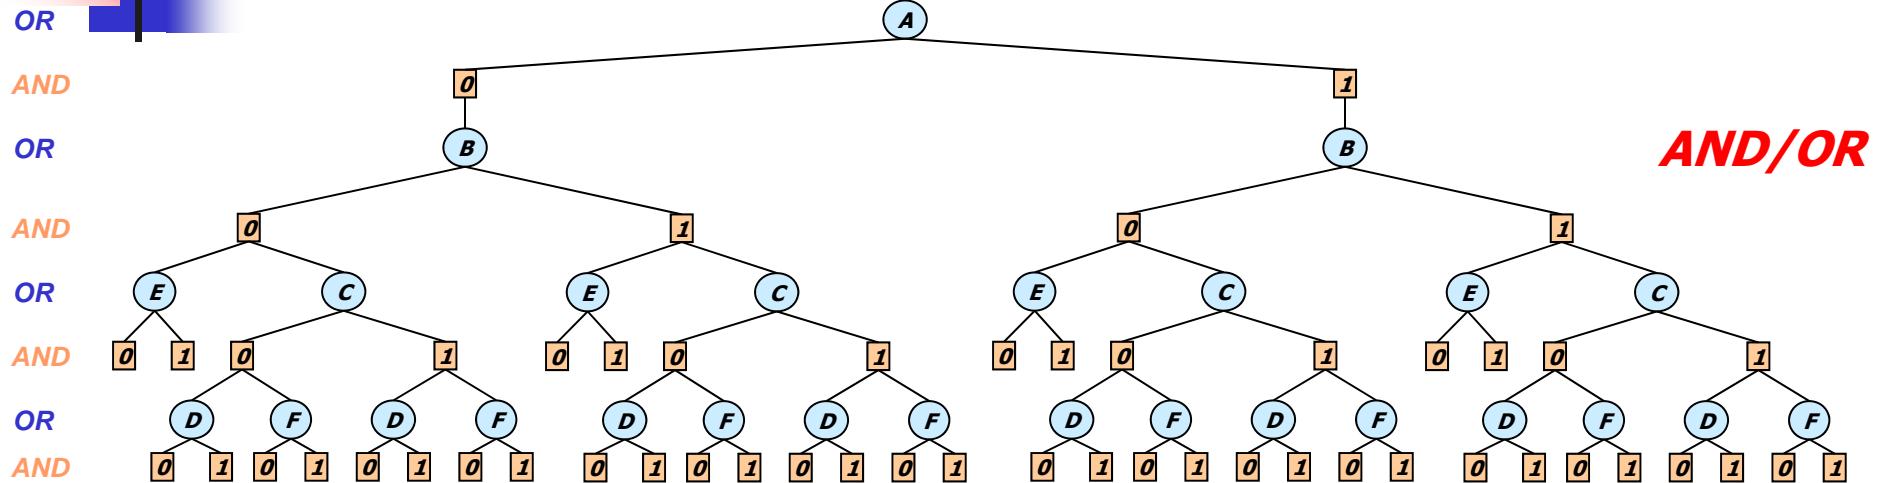 OR A
AND 0 1
OR B B AND/OR
AND 0 1 0 1
OR E C E C E C E C
AND 0 1 0 1 0 1 0 1 0 1 0 1 0 1 0 1
OR D F D F D F D F D F D F D F D F
AND 0 1 0 1 0 1 0 1 0 1 0 1 0 1 0 1 0 1 0 1 0 1 0 1 0 1 0 1 0 1 0 1